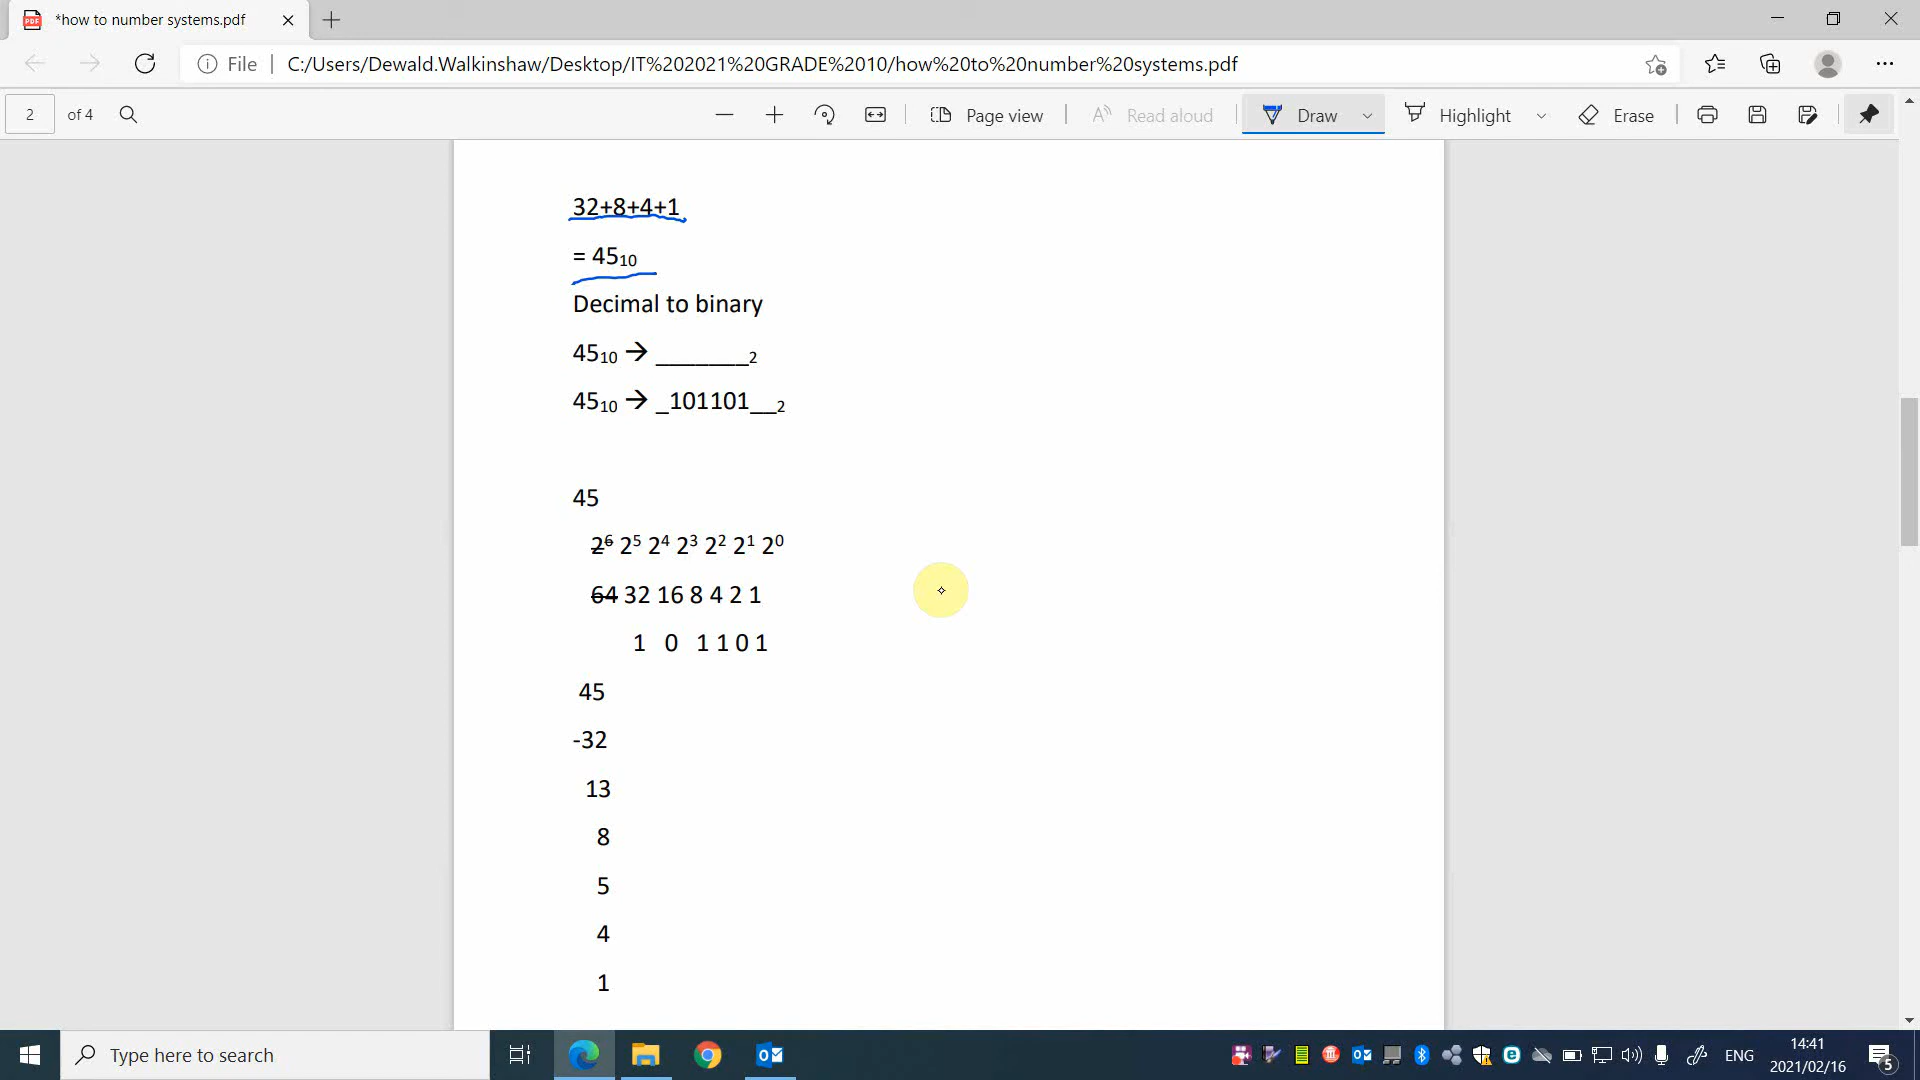 *how to number systems.pdf
File | C:/Users/Dewald.Walkinshaw/Desktop/IT%202021%20GRADE%2010/how%20to%20number%20systems.pdf
2 of 4 Page view Read aloud Draw Highlight Erase
32+8+4+1
= 45₁₀
Decimal to binary
45₁₀ → _______₂
45₁₀ → _101101__₂
45
2⁶ 2⁵ 2⁴ 2³ 2² 2¹ 2⁰
64 32 16 8 4 2 1
1 0 1 1 0 1
45
-32
13
8
5
4
1
Type here to search
ENG
14:41
2021/02/16
5